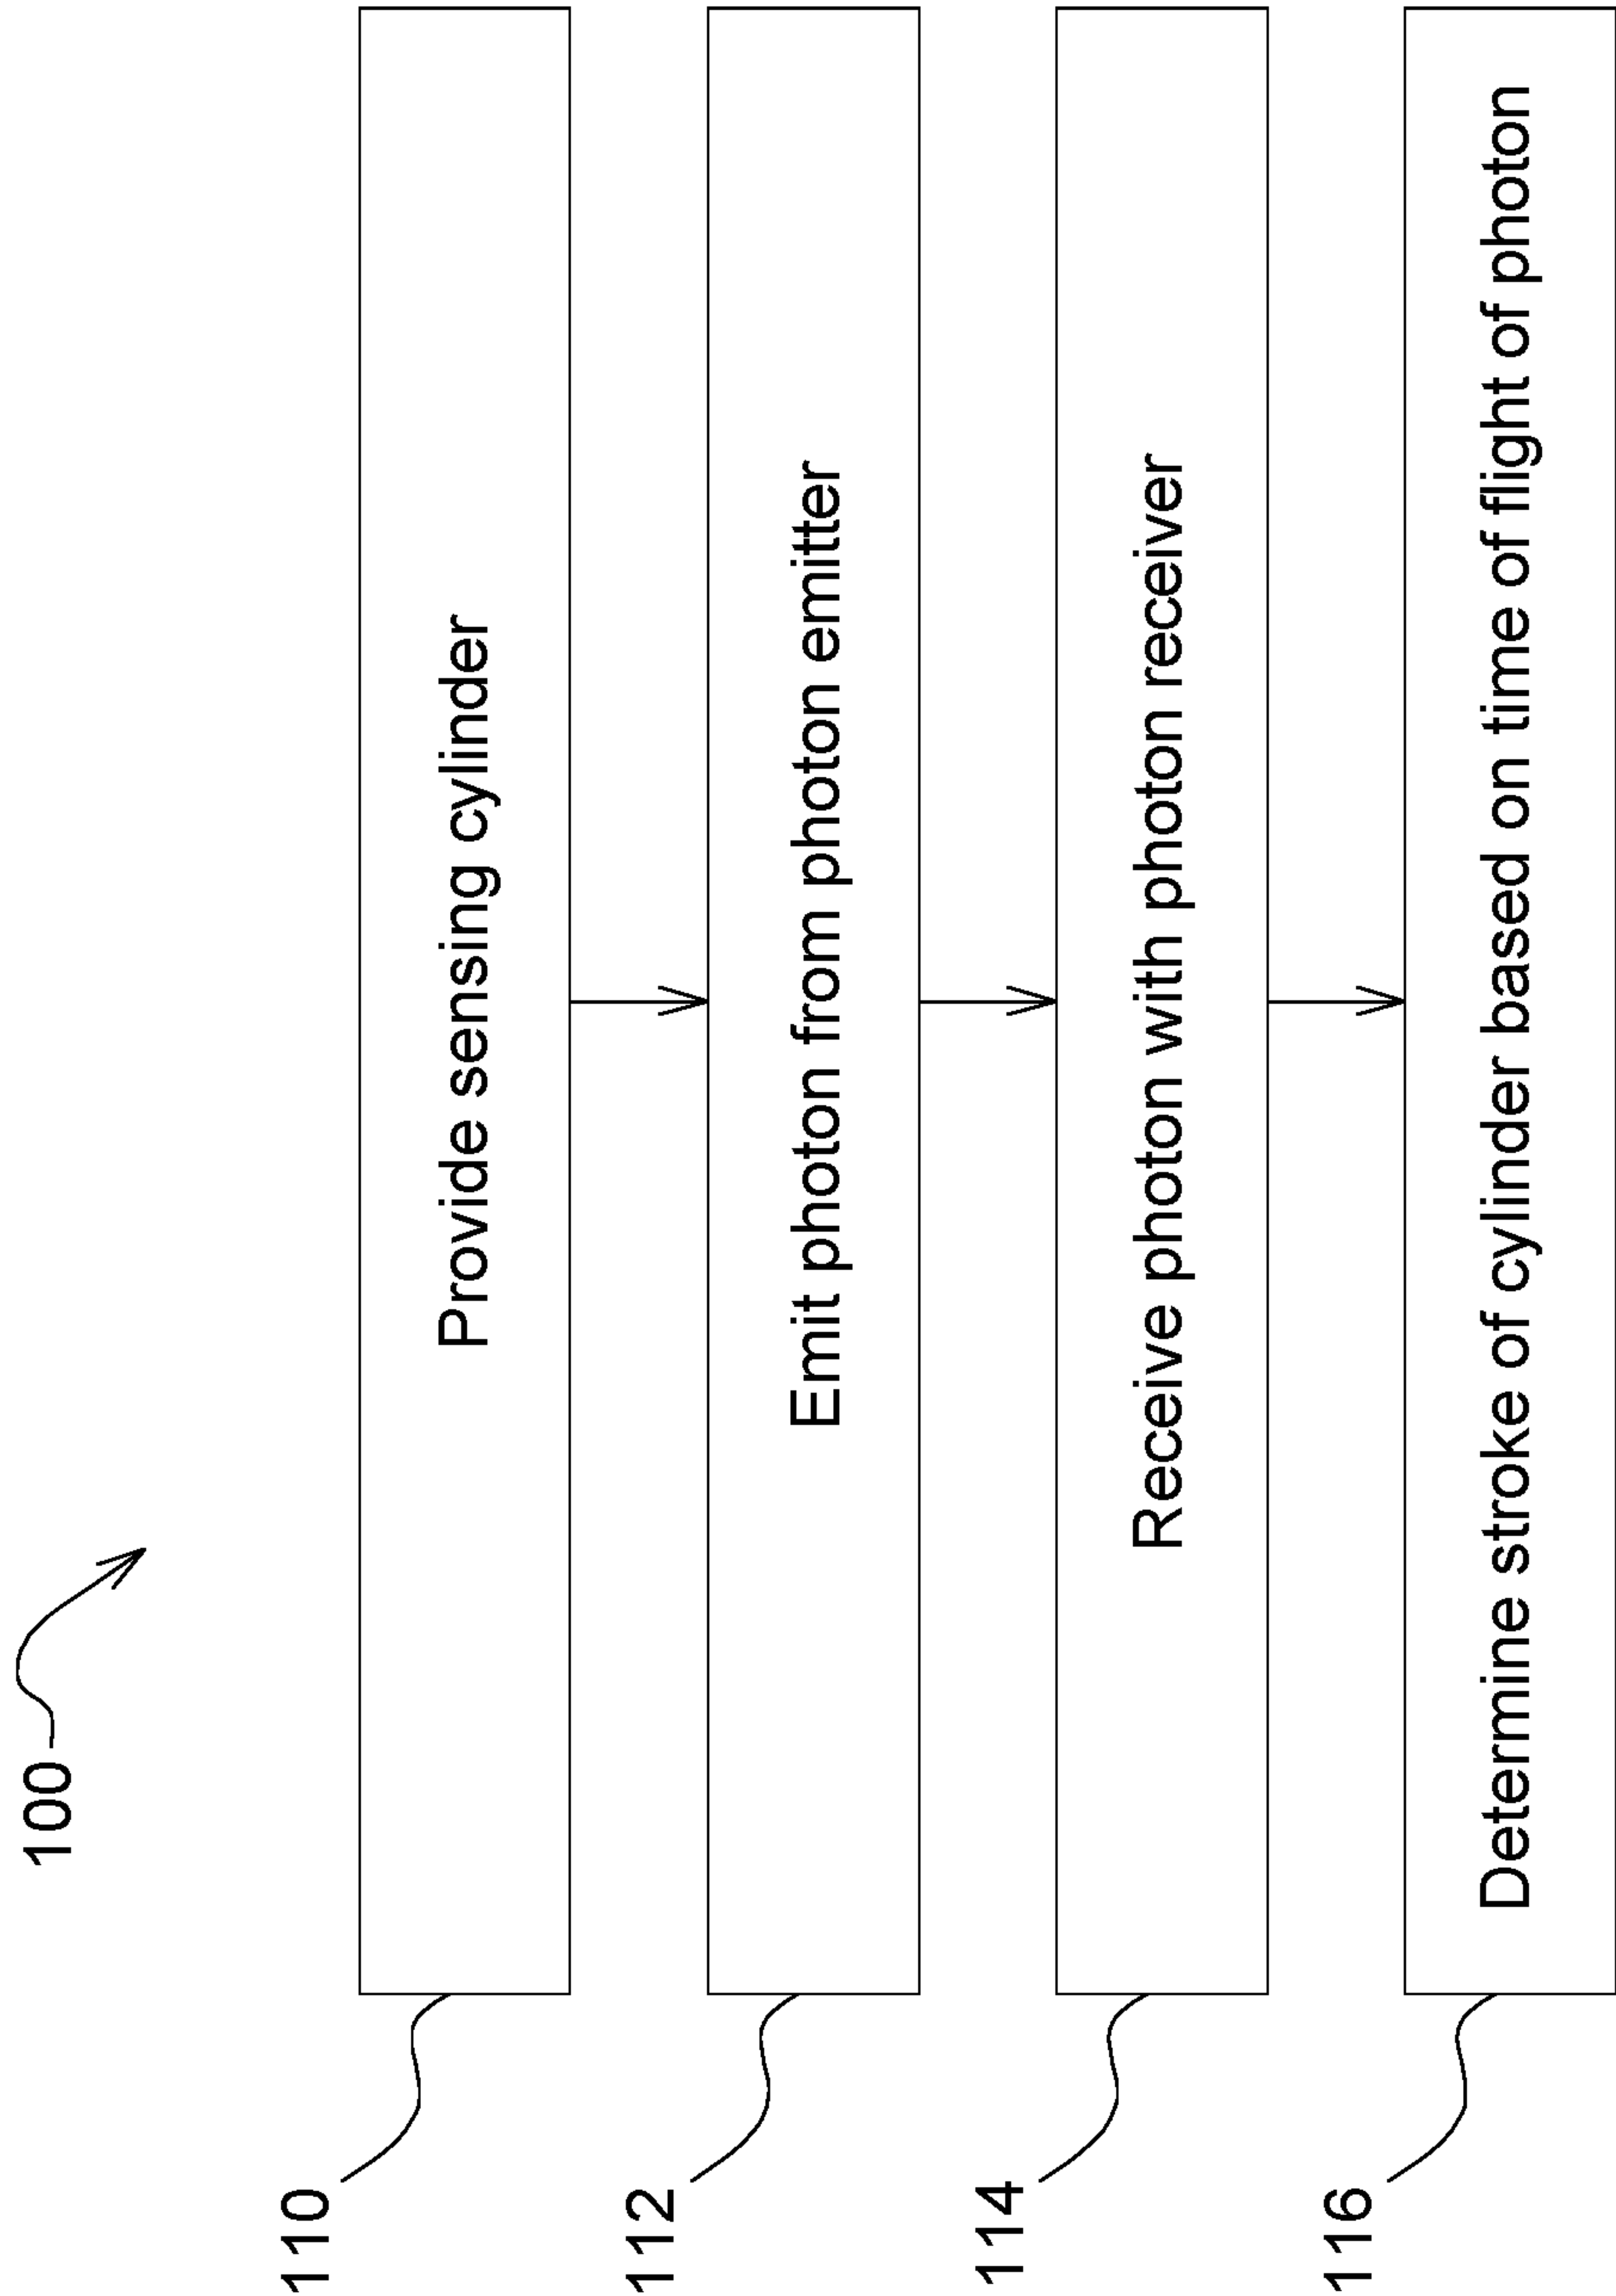 100
110
Provide sensing cylinder
112
Emit photon from photon emitter
114
Receive photon with photon receiver
116
Determine stroke of cylinder based on time of flight of photon